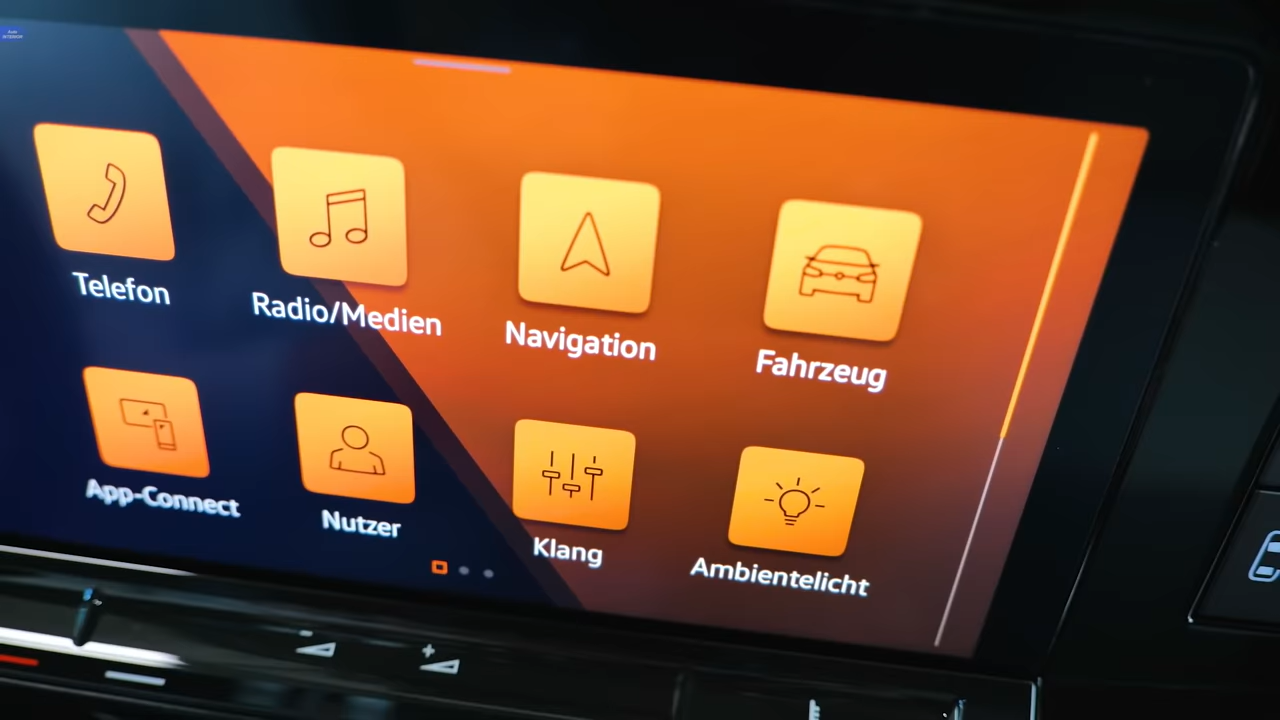 Telefon
Radio/Medien
Navigation
Fahrzeug
App-Connect
Nutzer
Klang
Ambientelicht